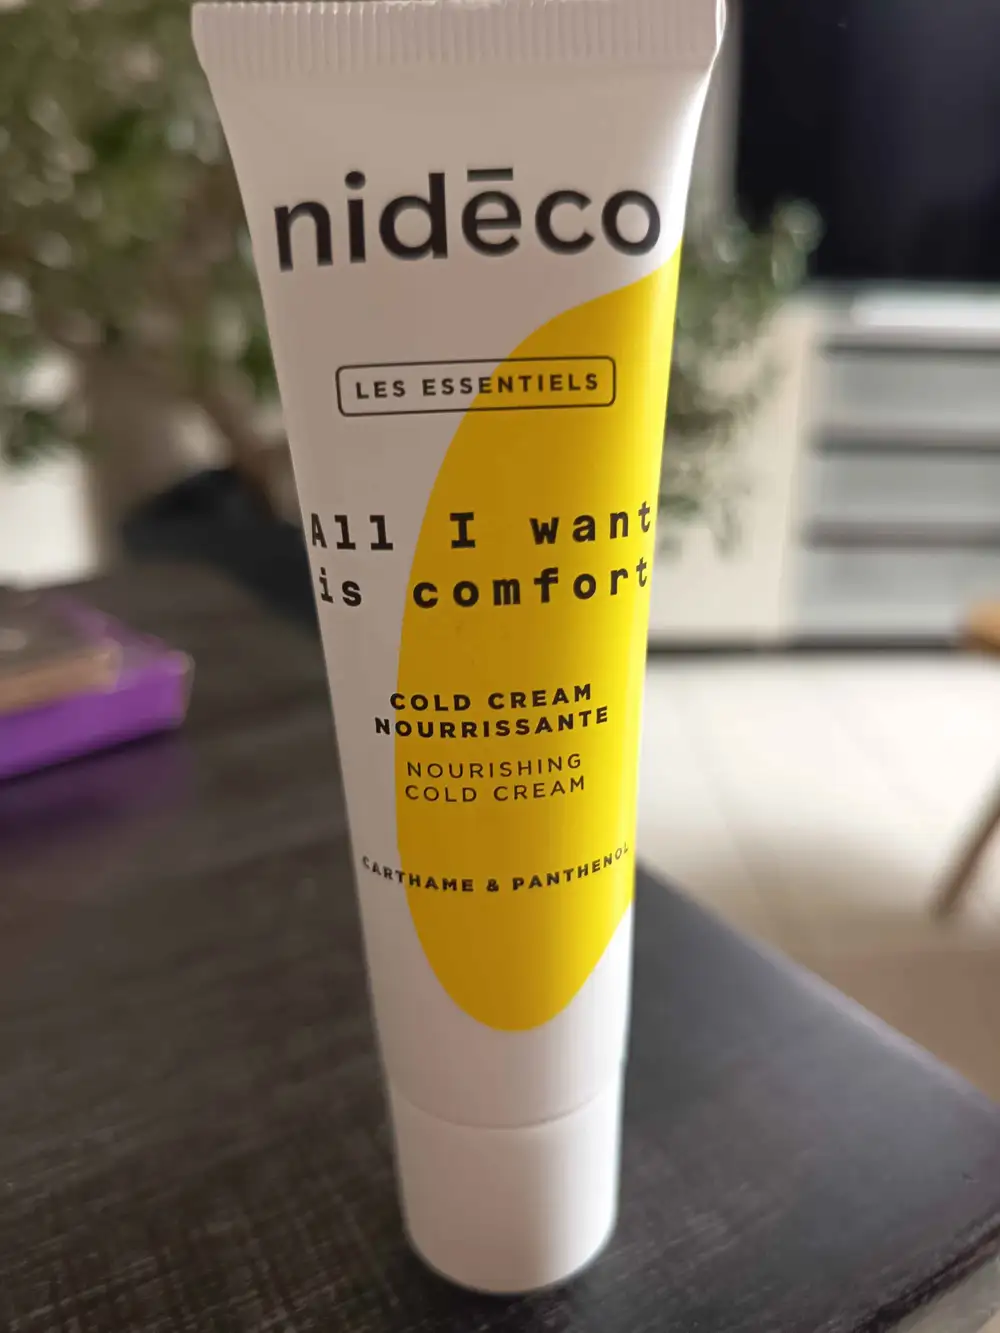 nidēco
LES ESSENTIELS
All I want
is comfort
COLD CREAM
NOURRISSANTE
NOURISHING
COLD CREAM
CARTHAME & PANTHENOL